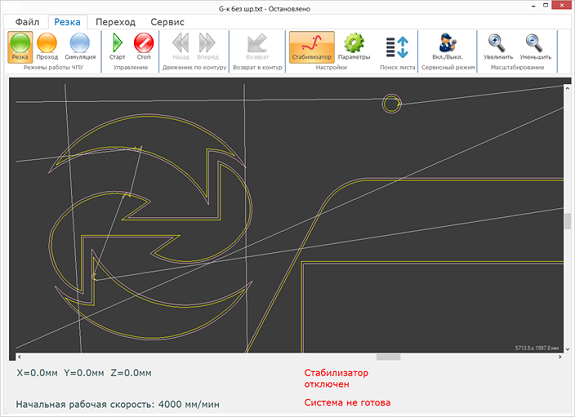 G-к без шр.txt - Остановлено
Файл Резка Переход Сервис
Резка Проход Симуляция Старт Стоп Назад Вперед Возврат Стабилизатор Параметры Вкл./Выкл. Увеличить Уменьшить
Режимы работы ЧПУ Управление Движение по контуру Возврат в контур Настройки Поиск листа Сервисный режим Масштабирование
5713.5 x 1997.8 мм
X=0.0мм Y=0.0мм Z=0.0мм
Стабилизатор
отключен
Начальная рабочая скорость: 4000 мм/мин
Система не готова